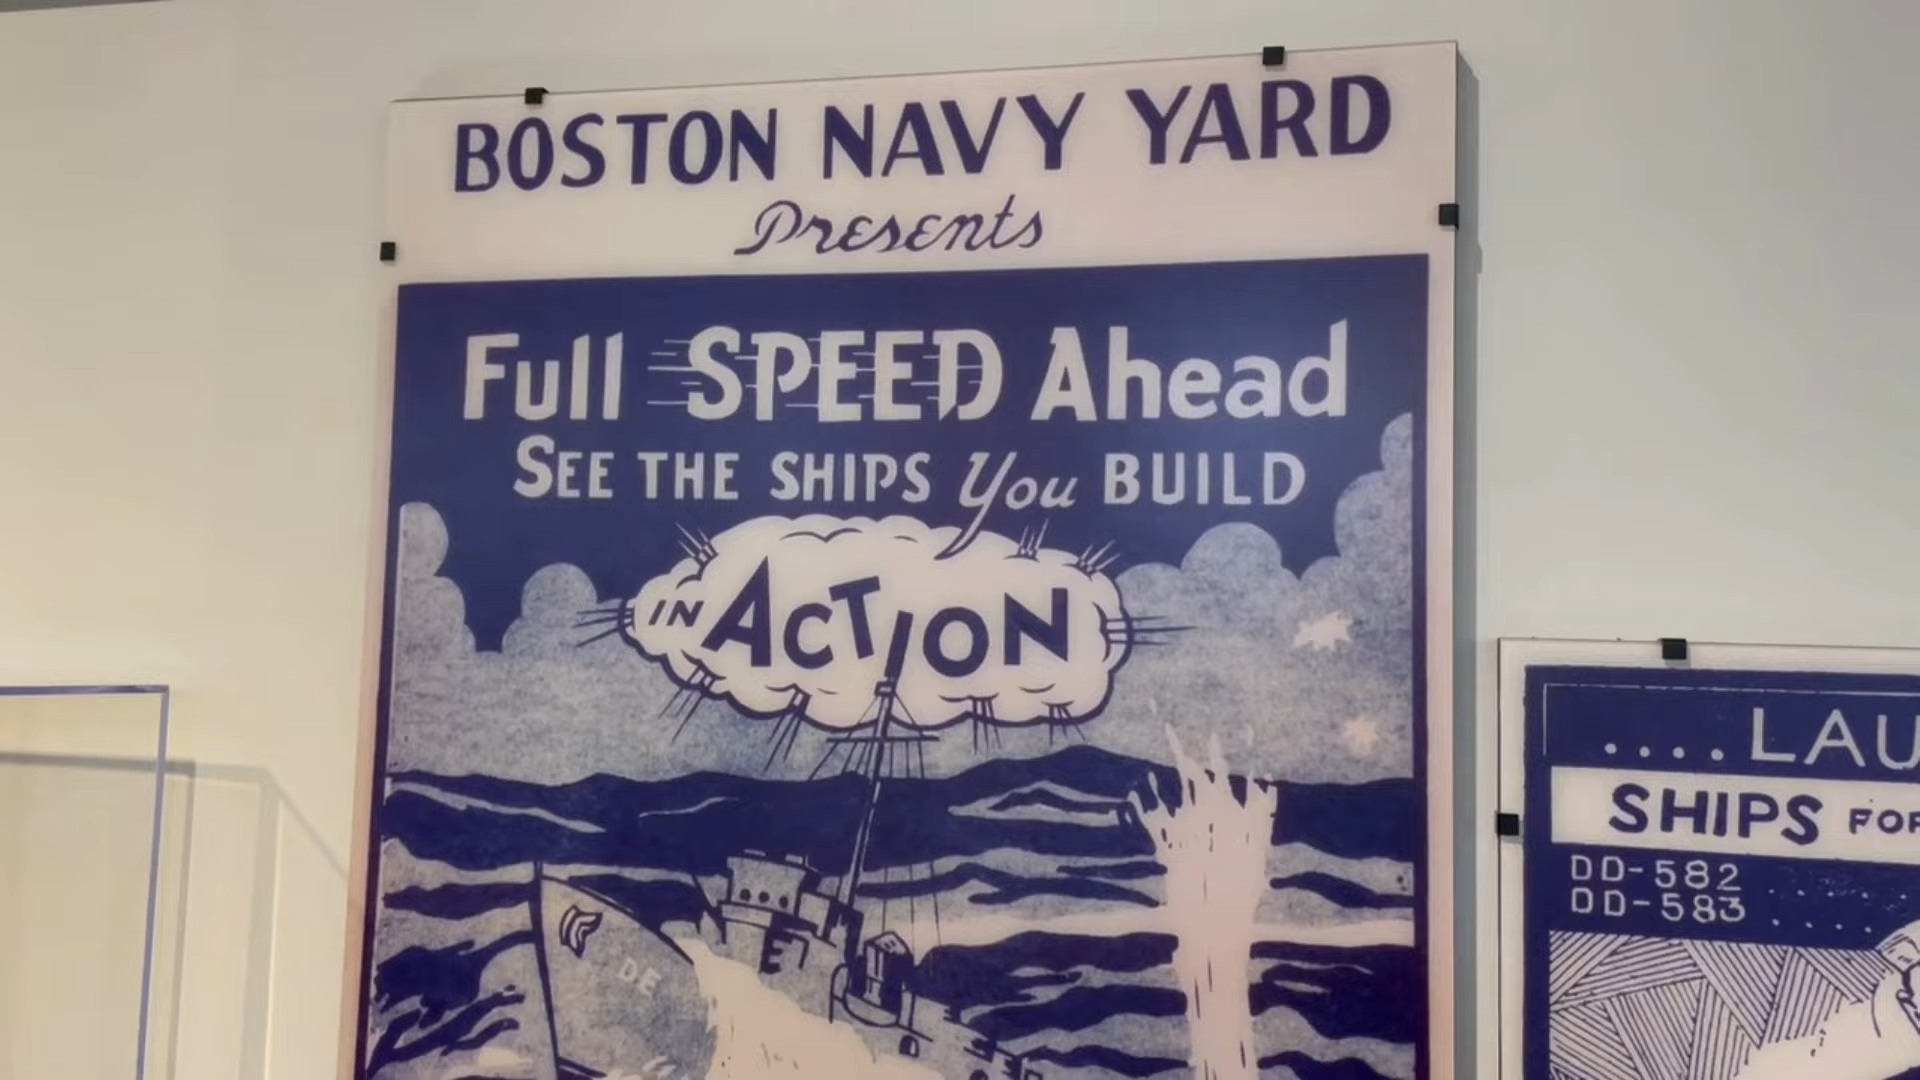 BOSTON NAVY YARD
Presents
Full SPEED Ahead
SEE THE SHIPS You BUILD
IN ACTION
E
DE
....LAU
SHIPS FOR
DD-582 .....
DD-583 ....